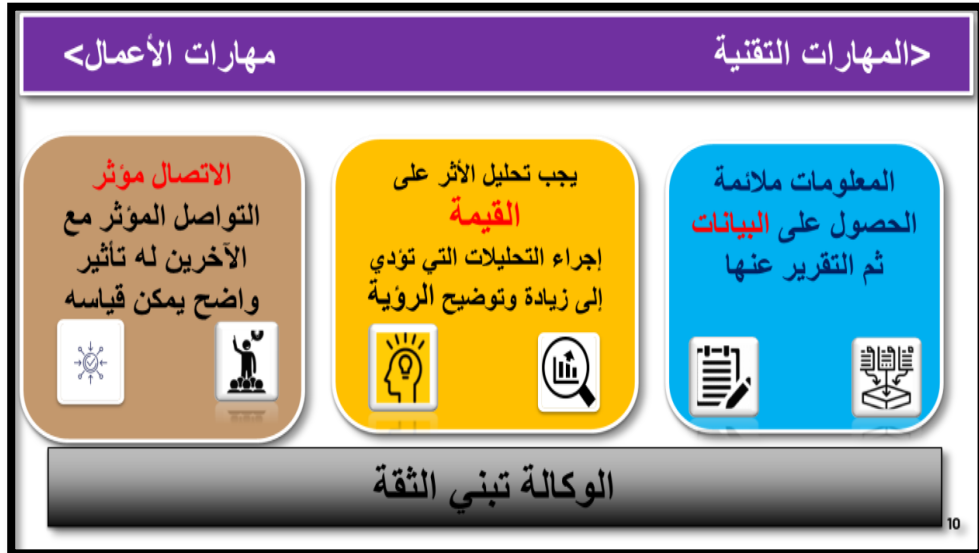 <المهارات التقنية
مهارات الأعمال>
المعلومات ملائمة
الحصول على البيانات
ثم التقرير عنها
يجب تحليل الأثر على
القيمة
إجراء التحليلات التي تؤدي
إلى زيادة وتوضيح الرؤية
الاتصال مؤثر
التواصل المؤثر مع
الآخرين له تأثير
واضح يمكن قياسه
الوكالة تبني الثقة
10